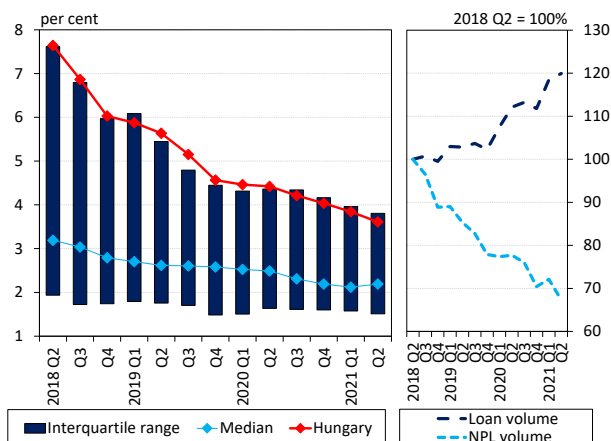 per cent
8
7
6
5
4
3
2
1
2018 Q2
Q3
Q4
2019 Q1
Q2
Q3
Q4
2020 Q1
Q2
Q3
Q4
2021 Q1
Q2
Interquartile range
Median
Hungary
2018 Q2 = 100%
130
120
110
100
90
80
70
60
2018 Q2
Q3
Q4
2019 Q1
Q2
Q3
Q4
2020 Q1
Q2
Q3
Q4
2021 Q1
Q2
Loan volume
NPL volume